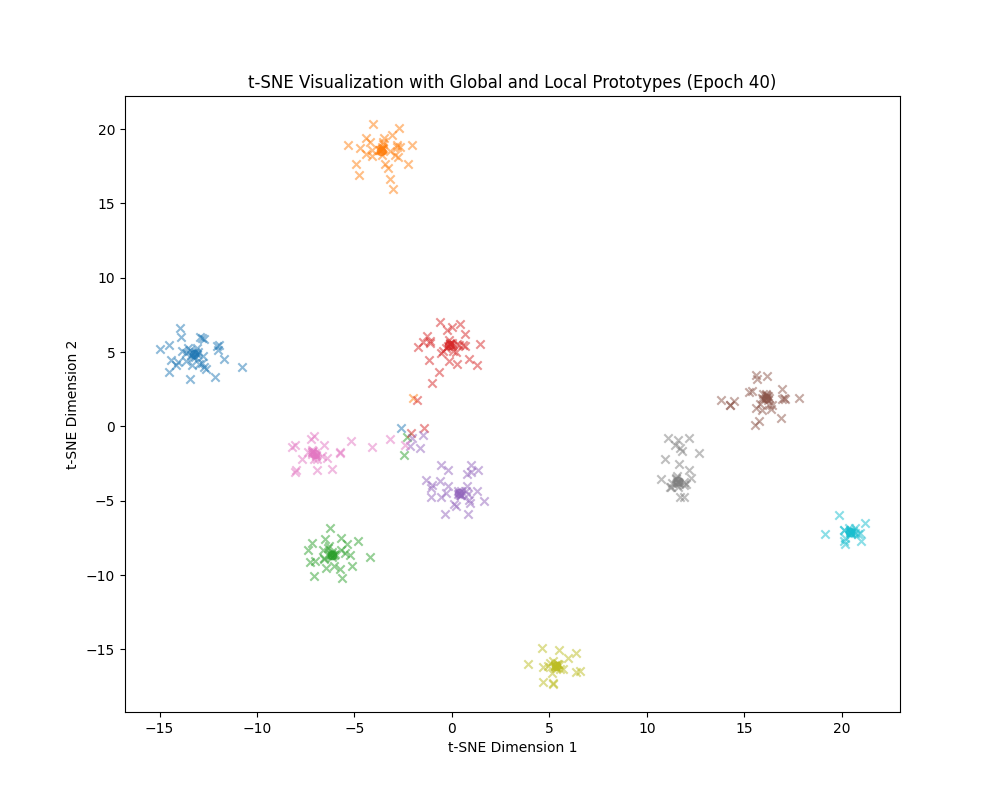 t-SNE Visualization with Global and Local Prototypes (Epoch 40)
20
15
10
5
0
−5
−10
−15
t-SNE Dimension 2
−15 −10 −5 0 5 10 15 20
t-SNE Dimension 1